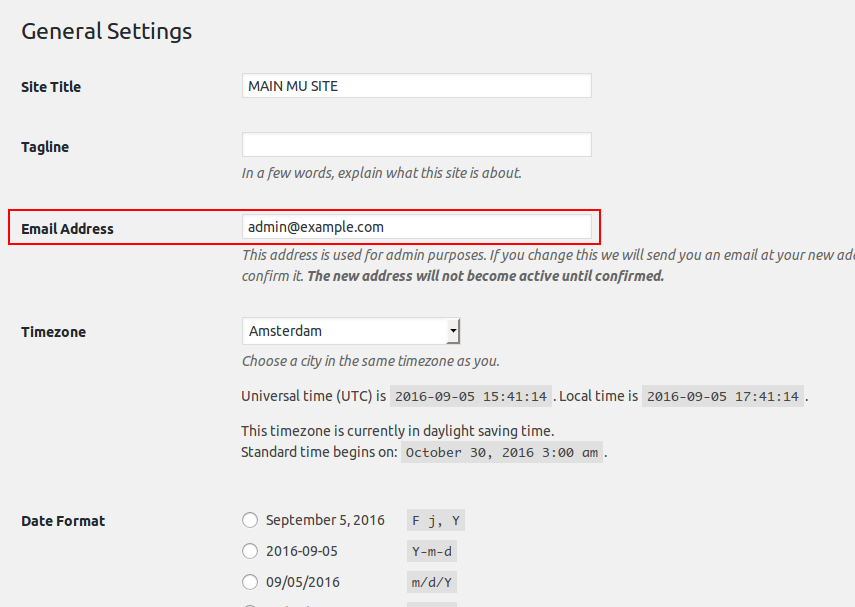 General Settings
Site Title MAIN MU SITE
Tagline
In a few words, explain what this site is about.
Email Address admin@example.com
This address is used for admin purposes. If you change this we will send you an email at your new
confirm it. The new address will not become active until confirmed.
Timezone Amsterdam
Choose a city in the same timezone as you.
Universal time (UTC) is 2016-09-05 15:41:14 . Local time is 2016-09-05 17:41:14 .
This timezone is currently in daylight saving time.
Standard time begins on: October 30, 2016 3:00 am .
Date Format September 5, 2016 F j, Y
2016-09-05 Y-m-d
09/05/2016 m/d/Y